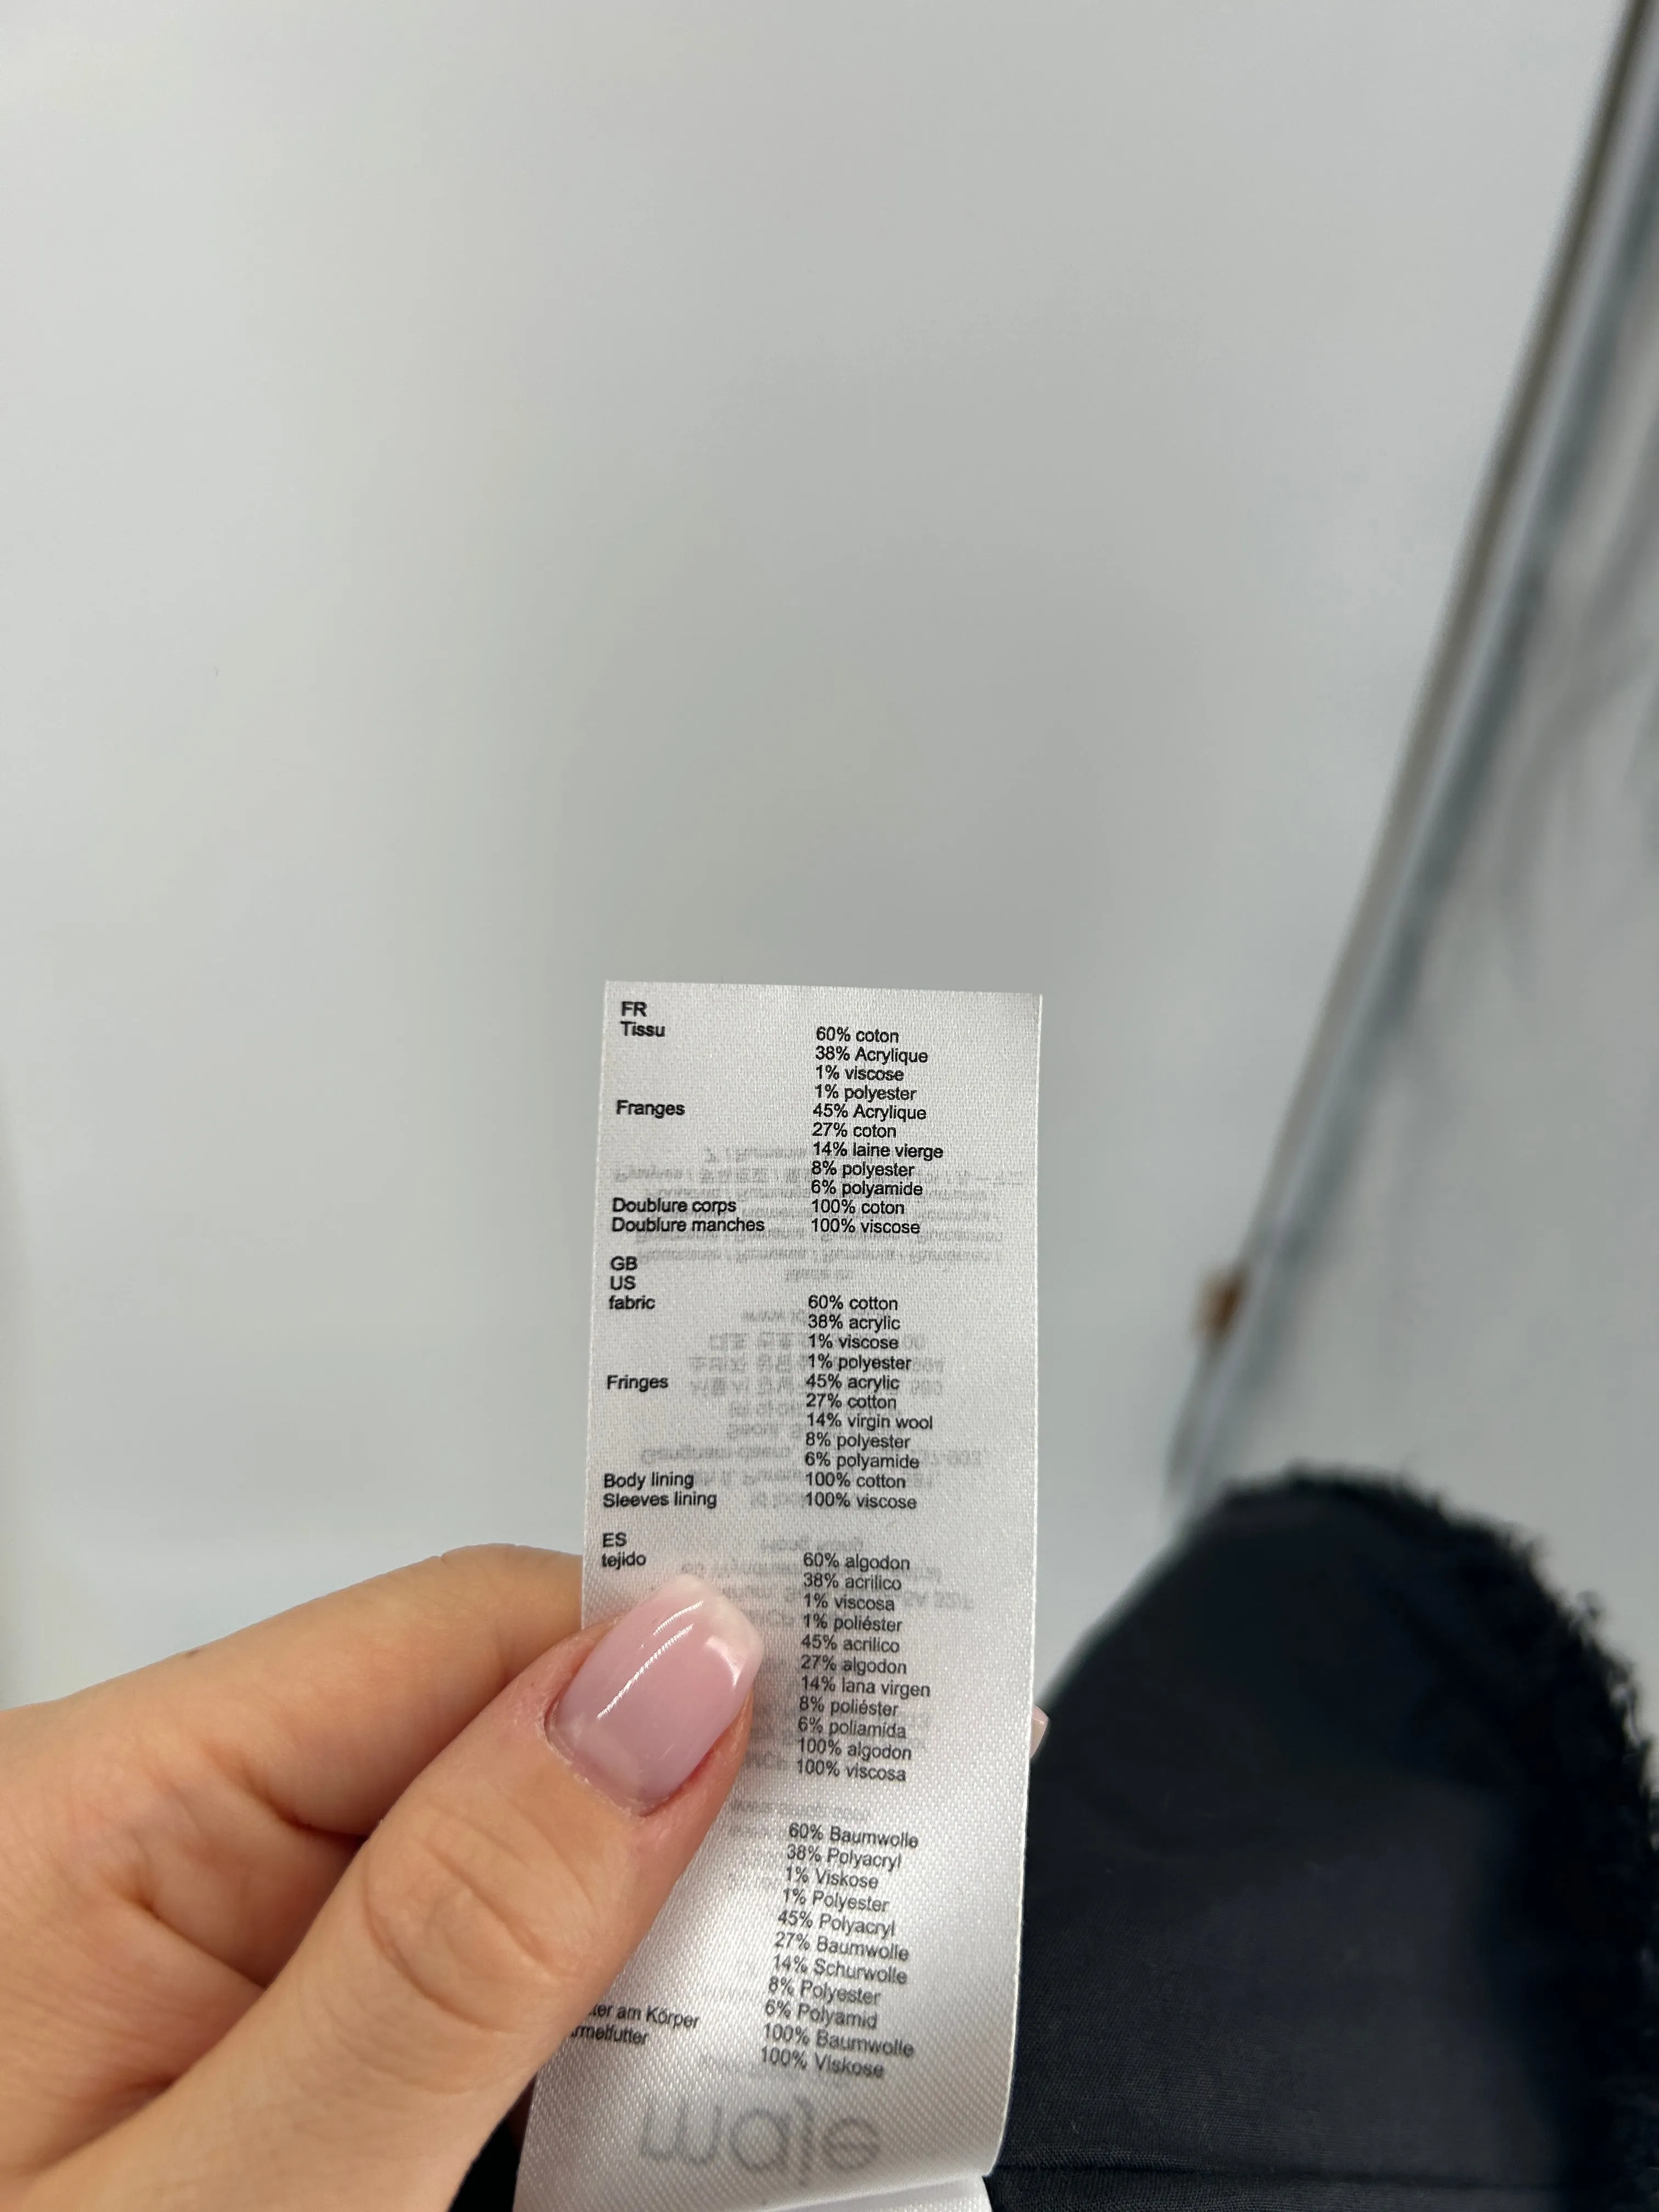 FR
Tissu 60% coton
38% Acrylique
1% viscose
1% polyester
Franges 45% Acrylique
27% coton
14% laine vierge
8% polyester
6% polyamide
Doublure corps 100% coton
Doublure manches 100% viscose
GB
US
fabric 60% cotton
38% acrylic
1% viscose
1% polyester
Fringes 45% acrylic
27% cotton
14% virgin wool
8% polyester
6% polyamide
Body lining 100% cotton
Sleeves lining 100% viscose
ES
tejido 60% algodon
38% acrilico
1% viscosa
1% poliéster
45% acrilico
27% algodon
14% lana virgen
8% poliéster
6% poliamida
100% algodon
100% viscosa
60% Baumwolle
38% Polyacryl
1% Viskose
1% Polyester
45% Polyacryl
27% Baumwolle
14% Schurwolle
8% Polyester
6% Polyamid
am Körper 100% Baumwolle
100% Viskose
maje